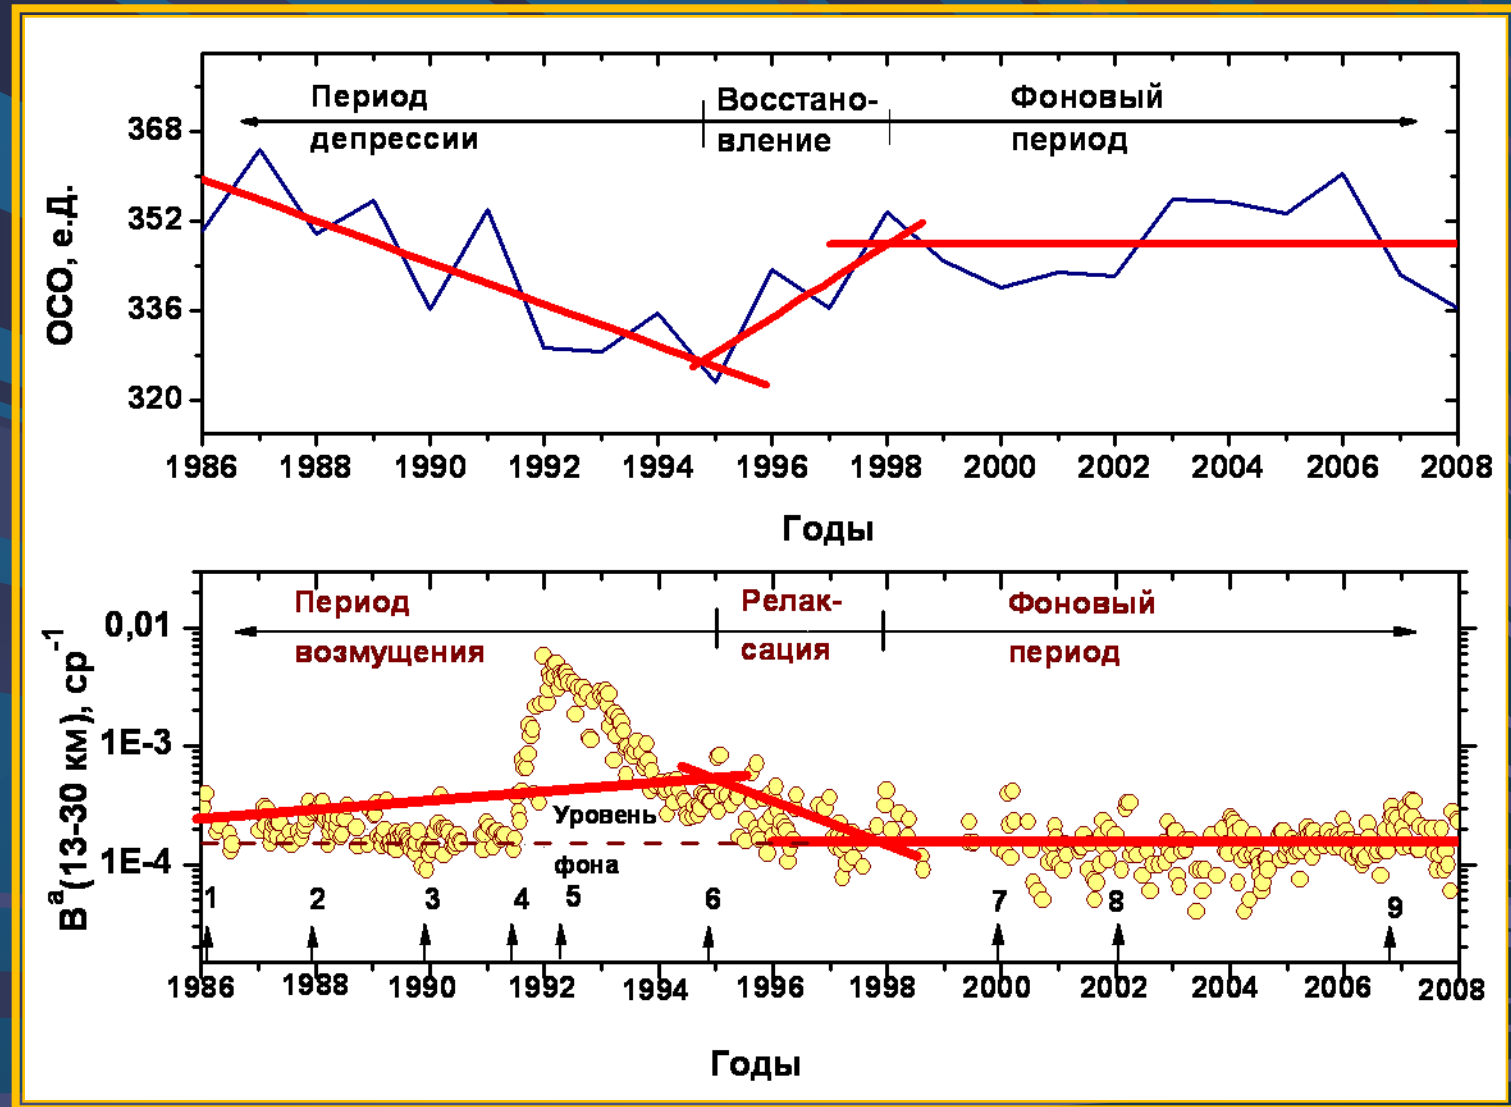 Период
депрессии
Восстано-
вление
Фоновый
период
ОСО, е.Д.
368
352
336
320
1986 1988 1990 1992 1994 1996 1998 2000 2002 2004 2006 2008
Годы
Период
возмущения
Релак-
сация
Фоновый
период
Bᵃ(13-30 км), ср⁻¹
0,01
1E-3
1E-4
Уровень
фона
1 2 3 4 5 6 7 8 9
1986 1988 1990 1992 1994 1996 1998 2000 2002 2004 2006 2008
Годы